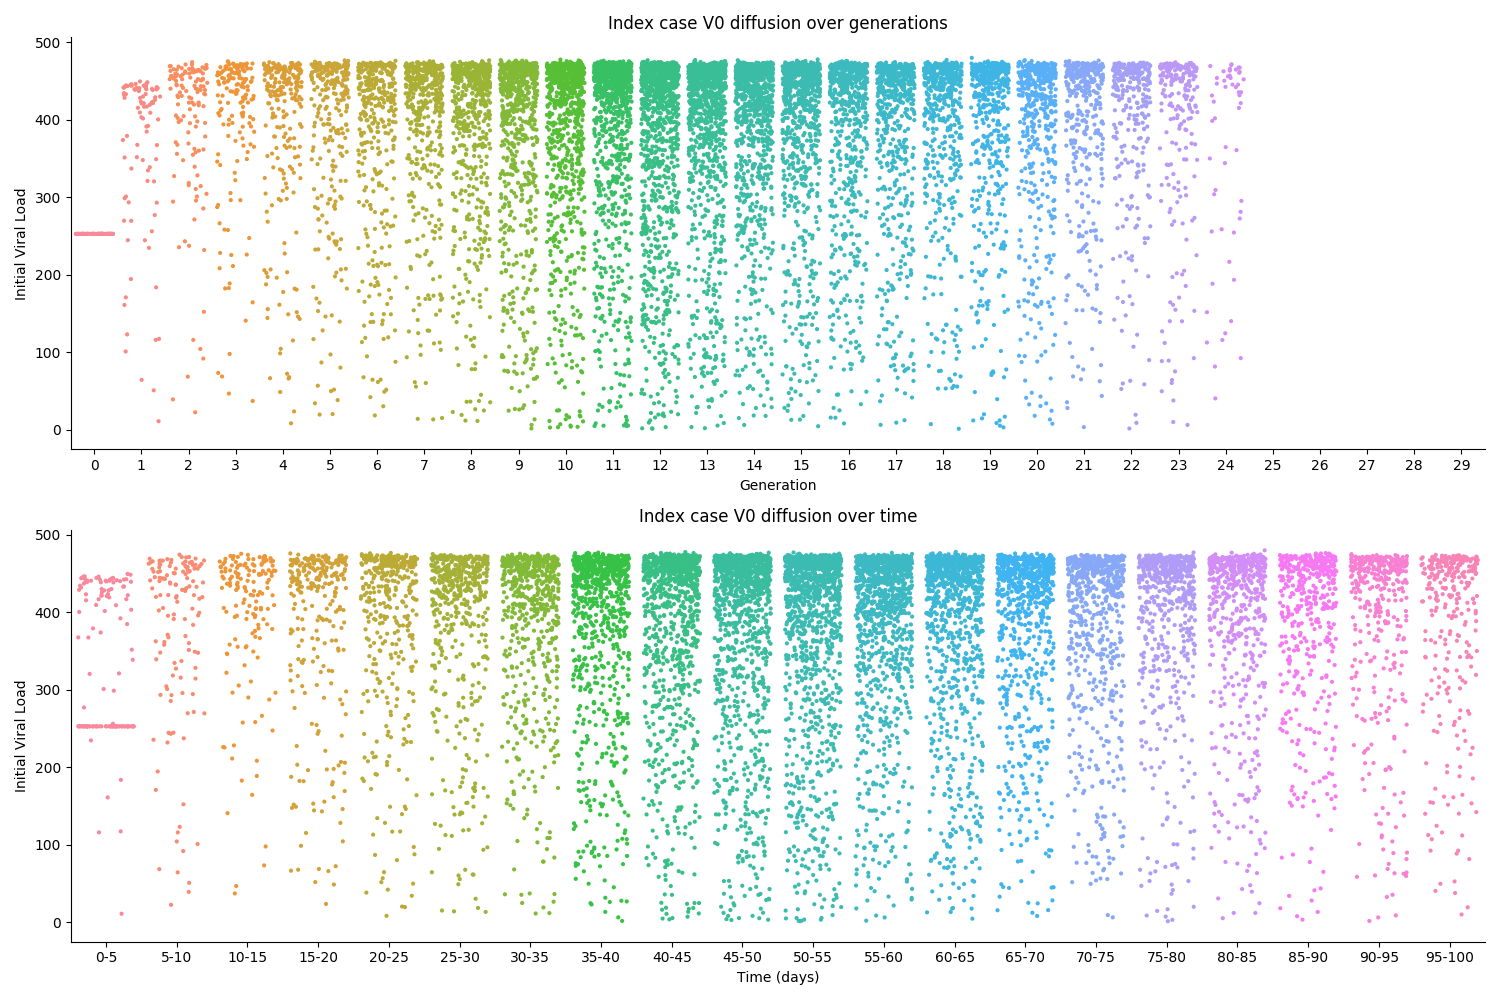 Index case V0 diffusion over generations
500
400
300
200
100
0
Initial Viral Load
0 1 2 3 4 5 6 7 8 9 10 11 12 13 14 15 16 17 18 19 20 21 22 23 24 25 26 27 28 29
Generation
Index case V0 diffusion over time
500
400
300
200
100
0
Initial Viral Load
0-5 5-10 10-15 15-20 20-25 25-30 30-35 35-40 40-45 45-50 50-55 55-60 60-65 65-70 70-75 75-80 80-85 85-90 90-95 95-100
Time (days)